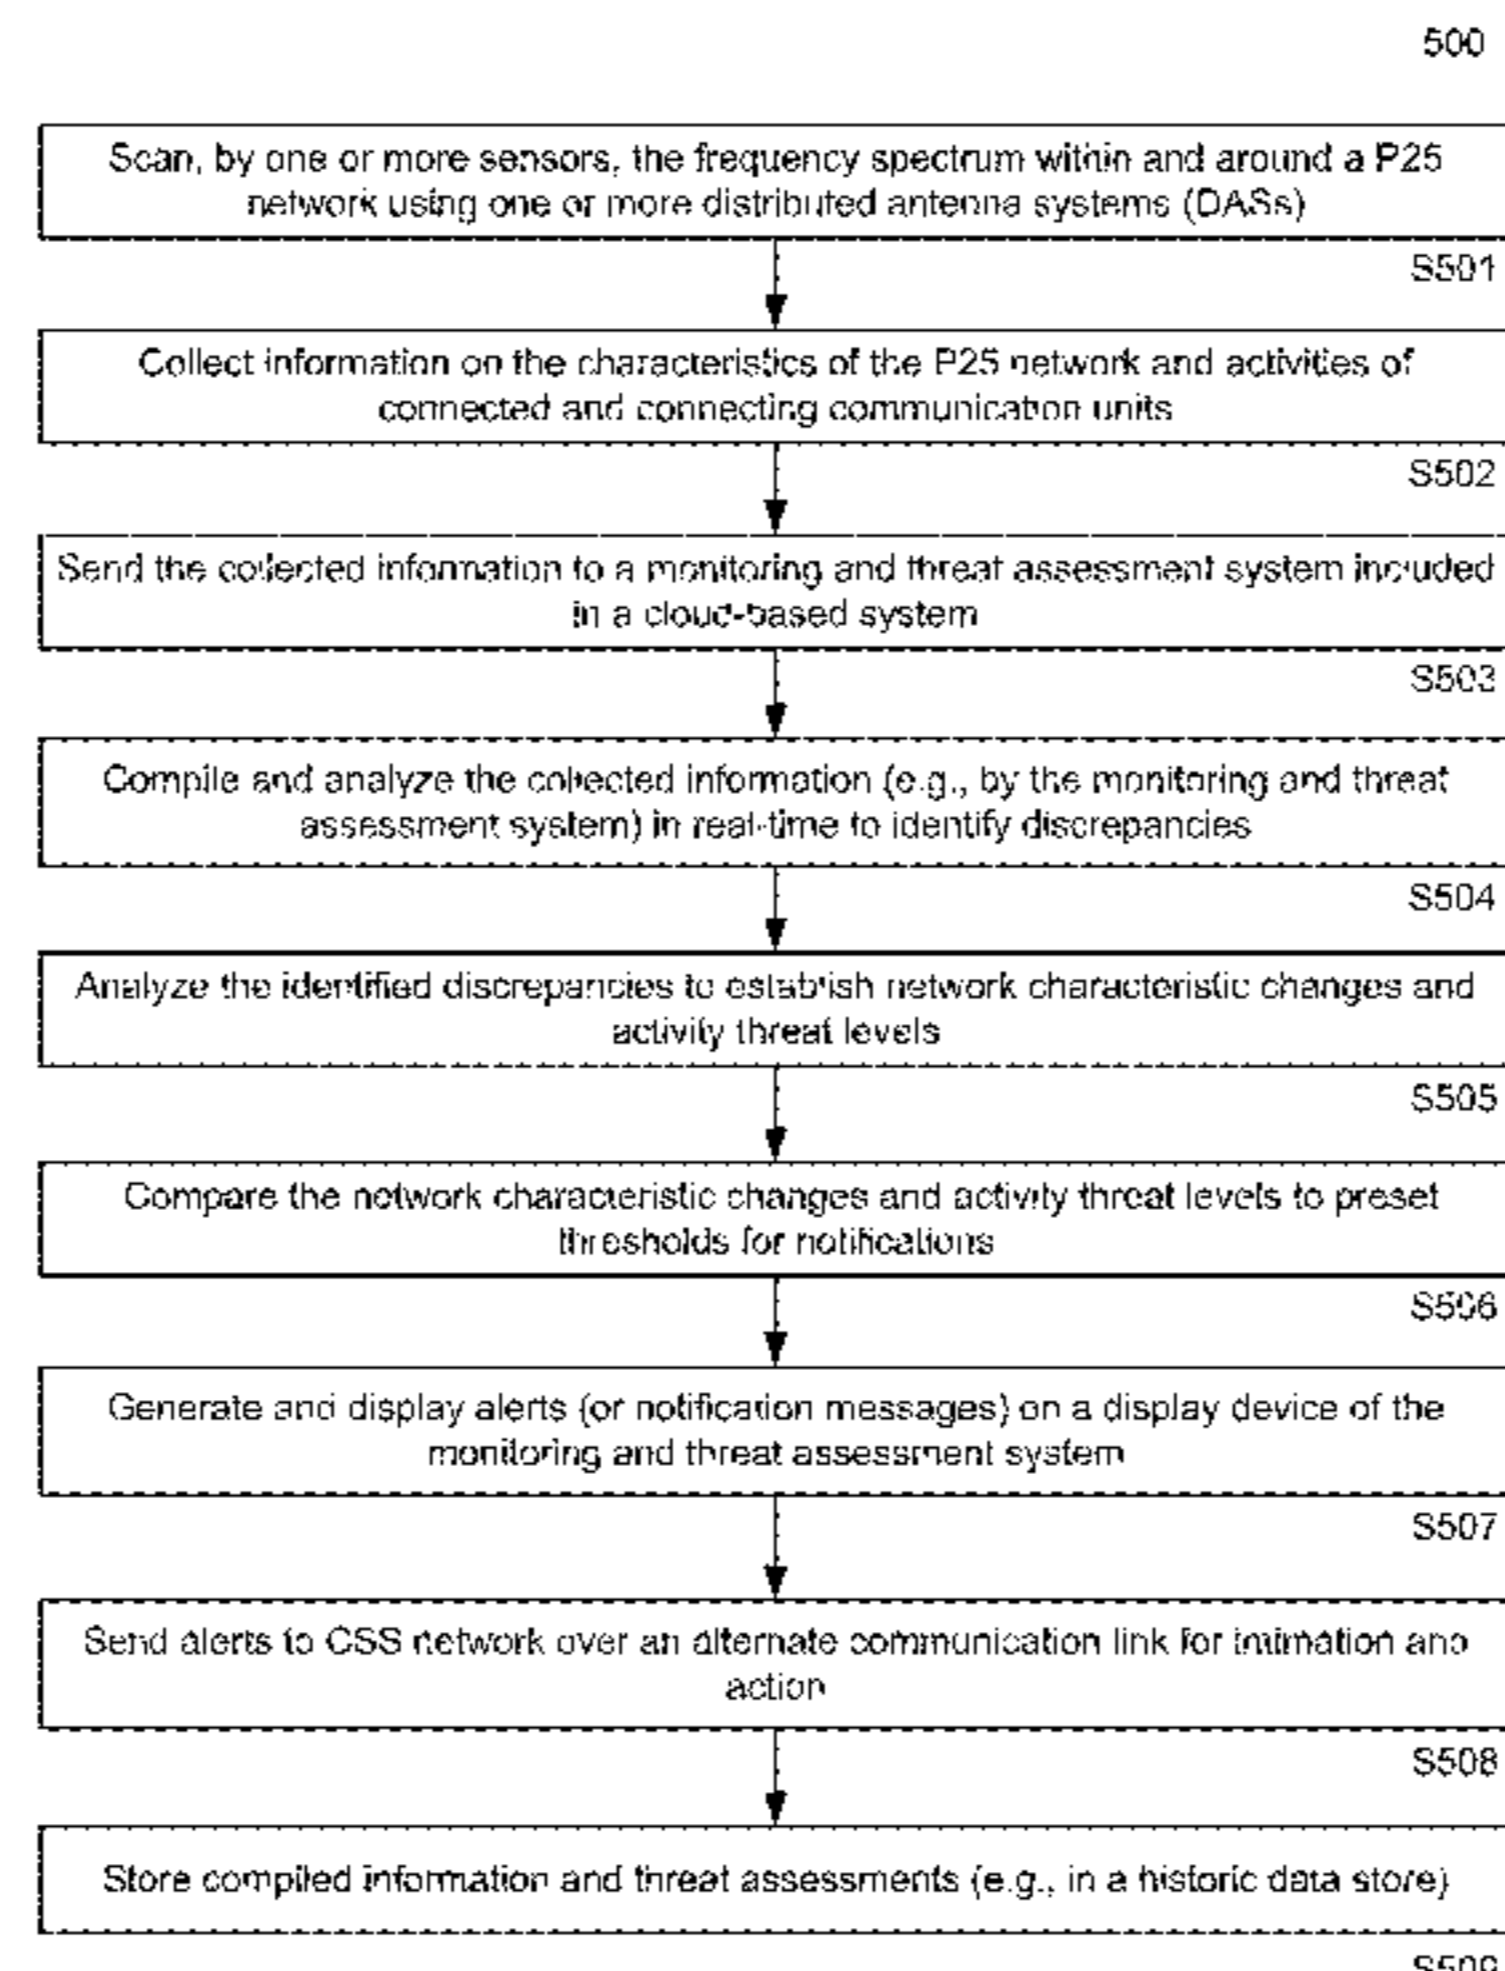 500
Scan, by one or more sensors, the frequency spectrum within and around a P25
network using one or more distributed antenna systems (DASs)
S501
Collect information on the characteristics of the P25 network and activities of
connected and connecting communication units
S502
Send the collected information to a monitoring and threat assessment system included
in a cloud-based system
S503
Compile and analyze the collected information (e.g., by the monitoring and threat
assessment system) in real-time to identify discrepancies
S504
Analyze the identified discrepancies to establish network characteristic changes and
activity threat levels
S505
Compare the network characteristic changes and activity threat levels to preset
thresholds for notifications
S506
Generate and display alerts (or notification messages) on a display device of the
monitoring and threat assessment system
S507
Send alerts to CSS network over an alternate communication link for intimation and
action
S508
Store compiled information and threat assessments (e.g., in a historic data store)
S509